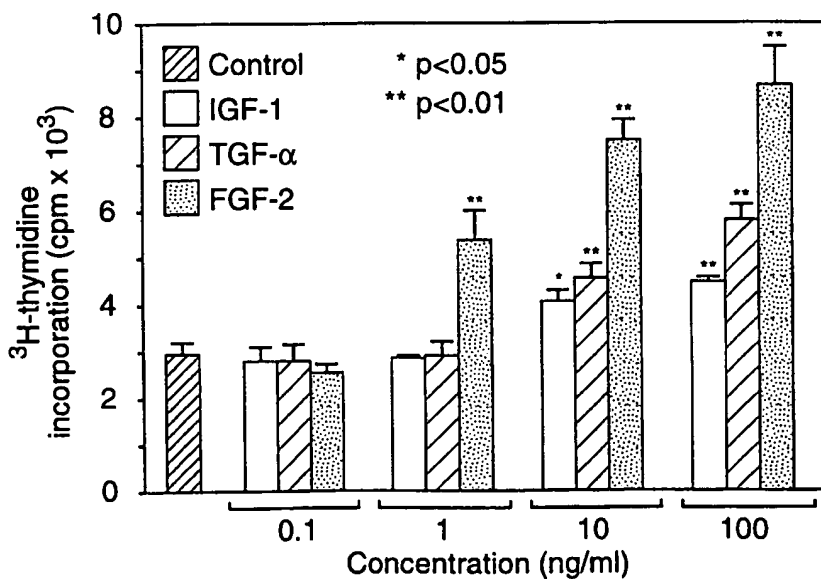 10
8
6
4
2
0
³H-thymidine
incorporation (cpm x 10³)
Control
IGF-1
TGF-α
FGF-2
* p<0.05
** p<0.01
**
*
**
**
**
**
**
0.1
1
10
100
Concentration (ng/ml)